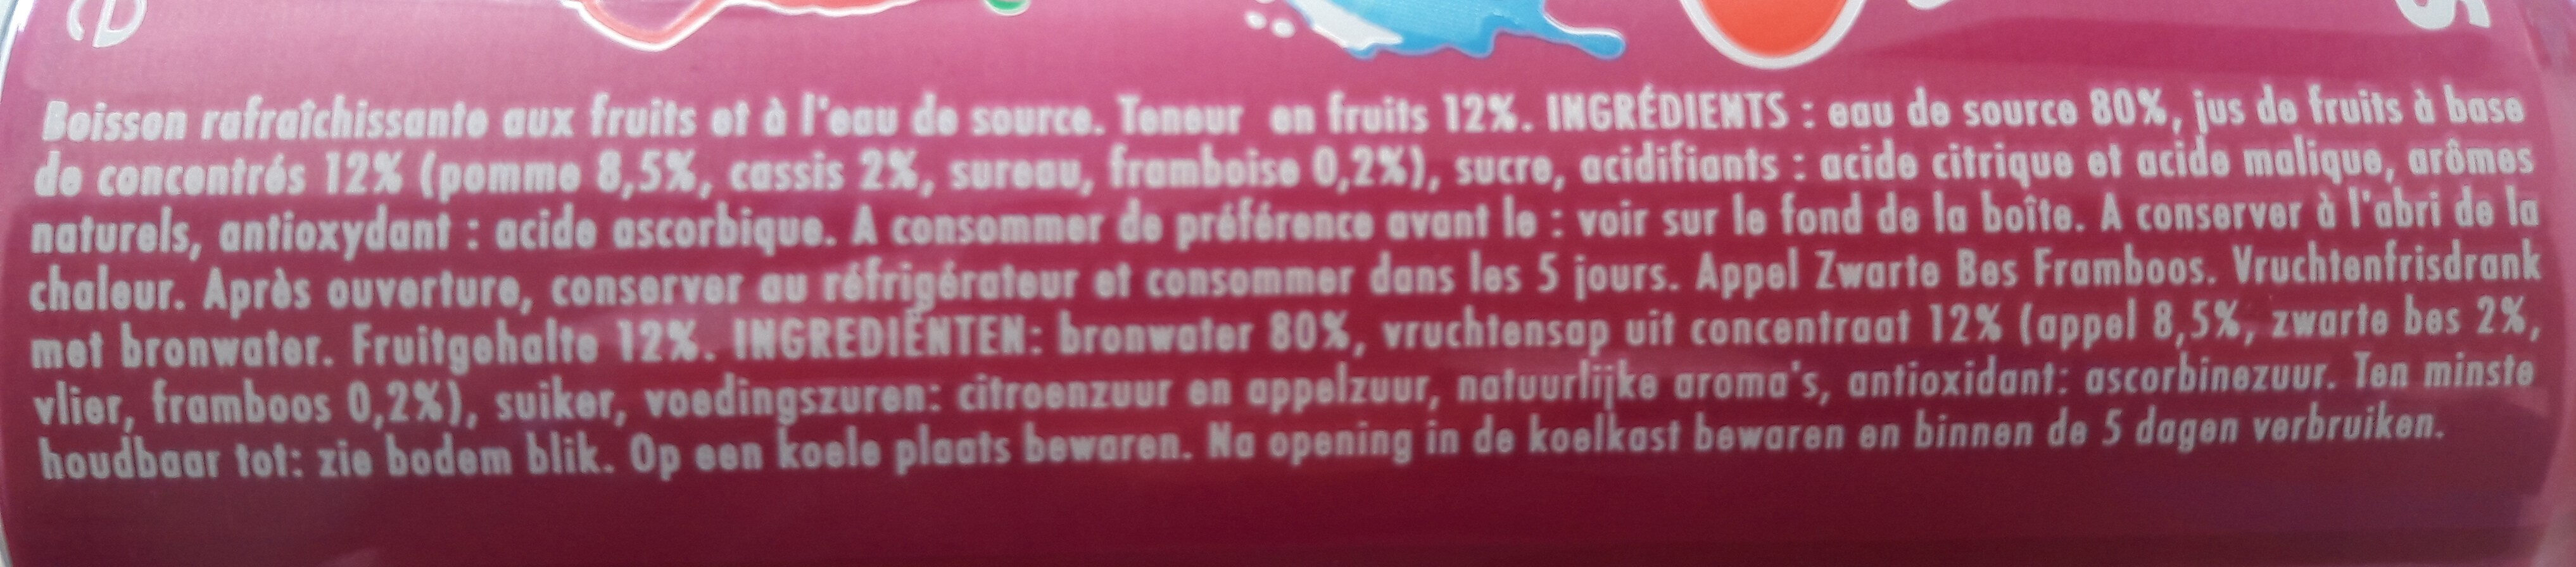 Boisson rafraîchissante aux fruits et à l'eau de source. Teneur en fruits 12%. INGRÉDIENTS : eau de source 80%, jus de fruits à base
de concentrés 12% (pomme 8,5%, cassis 2%, sureau, framboise 0,2%), sucre, acidifiants : acide citrique et acide malique, arômes
naturels, antioxydant : acide ascorbique. A consommer de préférence avant le : voir sur le fond de la boîte. A conserver à l'abri de la
chaleur. Après ouverture, conserver au réfrigérateur et consommer dans les 5 jours. Appel Zwarte Bes Framboos. Vruchtenfrisdrank
met bronwater. Fruitgehalte 12%. INGREDIËNTEN: bronwater 80%, vruchtensap uit concentraat 12% (appel 8,5%, zwarte bes 2%,
vlier, framboos 0,2%), suiker, voedingszuren: citroenzuur en appelzuur, natuurlijke aroma's, antioxidant: ascorbinezuur. Ten minste
houdbaar tot: zie bodem blik. Op een koele plaats bewaren. Na opening in de koelkast bewaren en binnen de 5 dagen verbruiken.